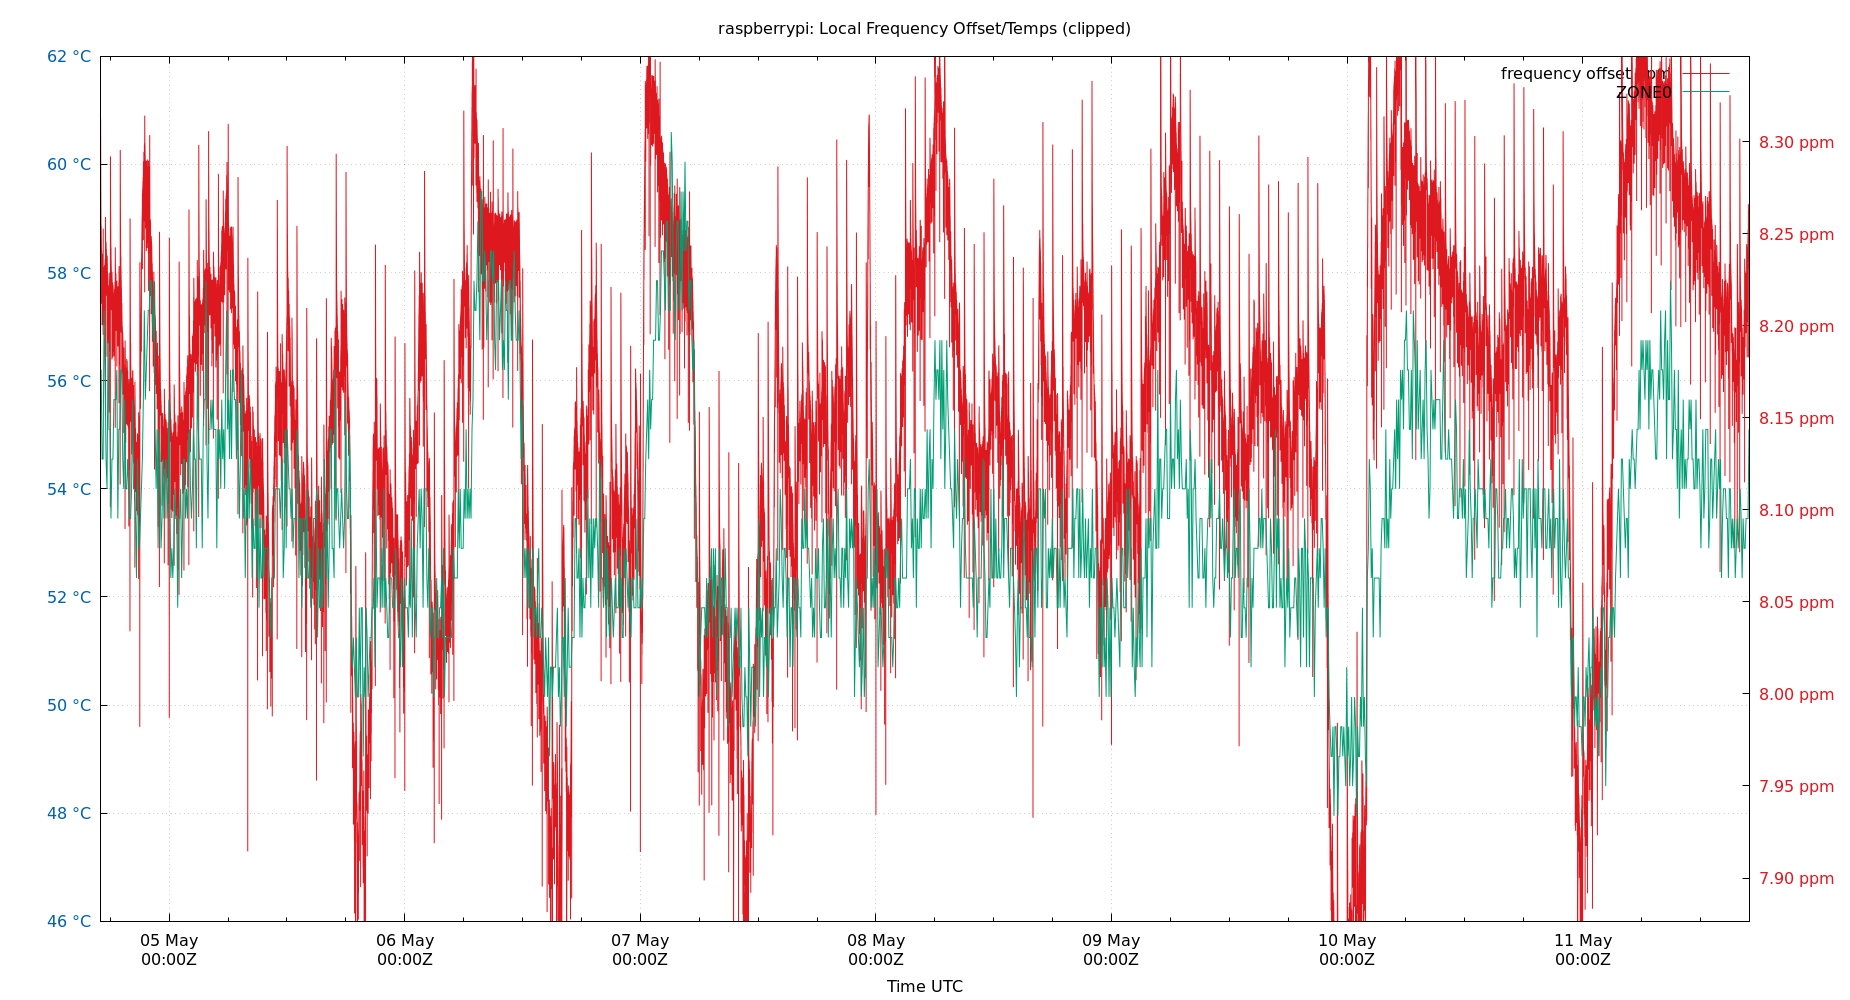 raspberrypi: Local Frequency Offset/Temps (clipped)
62 °C
60 °C
58 °C
56 °C
54 °C
52 °C
50 °C
48 °C
46 °C
frequency offset
ZONE0
8.30 ppm
8.25 ppm
8.20 ppm
8.15 ppm
8.10 ppm
8.05 ppm
8.00 ppm
7.95 ppm
7.90 ppm
05 May
00:00Z
06 May
00:00Z
07 May
00:00Z
08 May
00:00Z
09 May
00:00Z
10 May
00:00Z
11 May
00:00Z
Time UTC